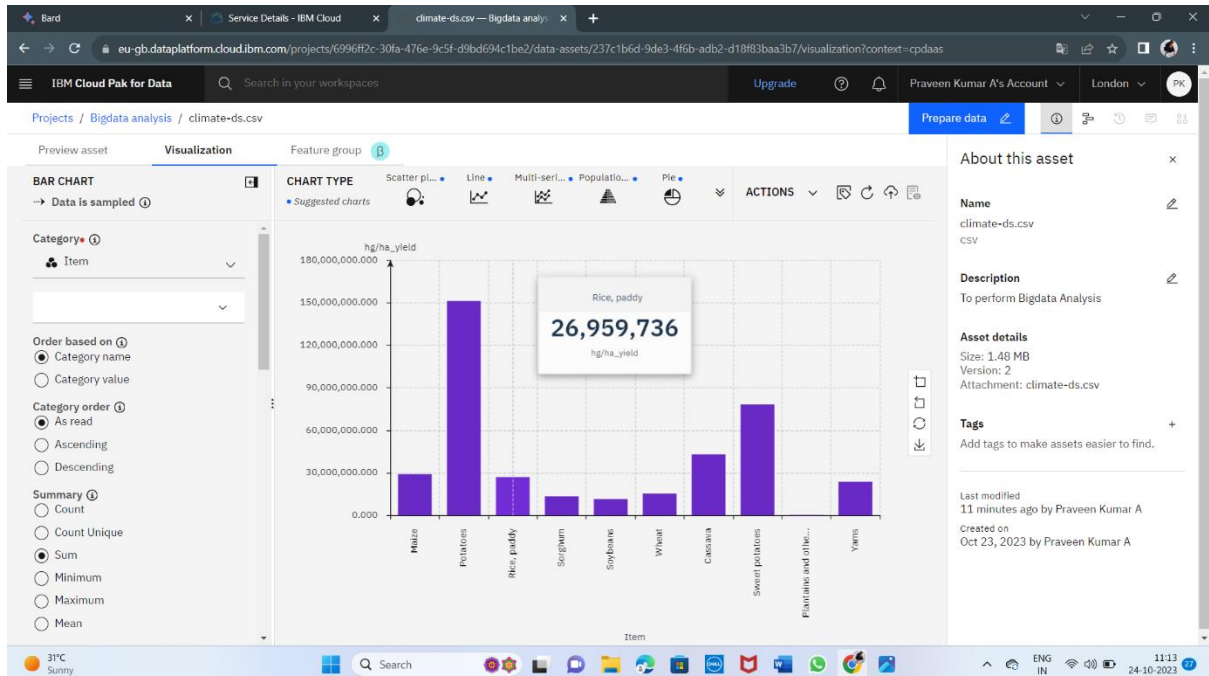 Bard
Service Details - IBM Cloud
climate-ds.csv — Bigdata analys
eu-gb.dataplatform.cloud.ibm.com/projects/6996ff2c-30fa-476e-9c5f-d9bd694c1be2/data-assets/237c1b6d-9de3-4f6b-adb2-d18f83baa3b7/visualization?context=cpdaas
IBM Cloud Pak for Data
Search in your workspaces
Upgrade
Praveen Kumar A's Account
London
PK
Projects / Bigdata analysis / climate-ds.csv
Prepare data
Preview asset
Visualization
Feature group β
BAR CHART
Data is sampled
Category
Item
Order based on
Category name
Category value
Category order
As read
Ascending
Descending
Summary
Count
Count Unique
Sum
Minimum
Maximum
Mean
CHART TYPE
Suggested charts
Scatter pl...
Line
Multi-seri...
Populatio...
Pie
ACTIONS
hg/ha_yield
180,000,000.000
150,000,000.000
120,000,000.000
90,000,000.000
60,000,000.000
30,000,000.000
0.000
Rice, paddy
26,959,736
hg/ha_yield
Maize
Potatoes
Rice, paddy
Sorghum
Soybeans
Wheat
Cassava
Sweet potatoes
Plantains and othe...
Yams
Item
About this asset
Name
climate-ds.csv
CSV
Description
To perform Bigdata Analysis
Asset details
Size: 1.48 MB
Version: 2
Attachment: climate-ds.csv
Tags
Add tags to make assets easier to find.
Last modified
11 minutes ago by Praveen Kumar A
Created on
Oct 23, 2023 by Praveen Kumar A
31°C
Sunny
Search
ENG
IN
11:13
24-10-2023
27